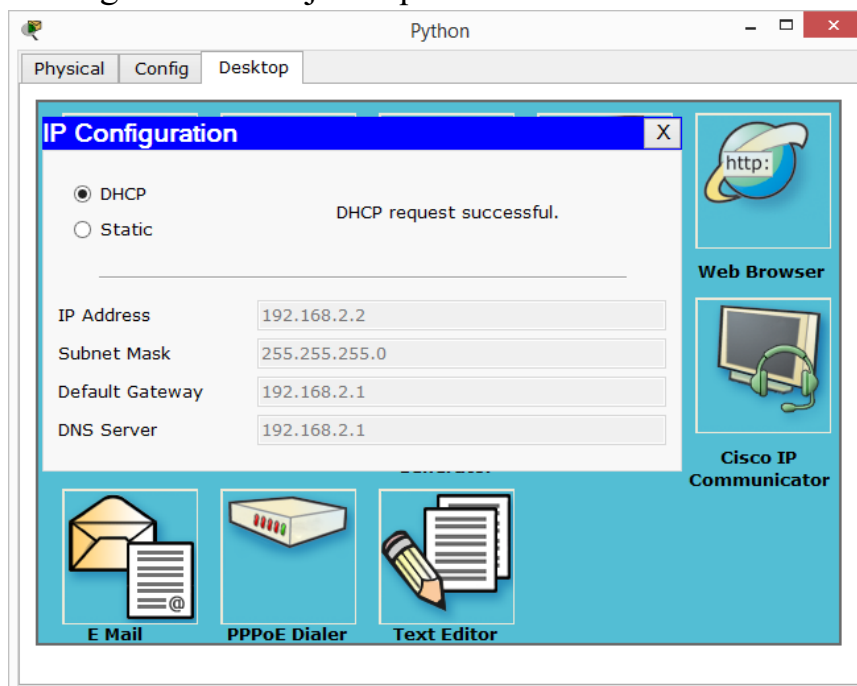 Python
Physical Config Desktop
IP Configuration X
http:
DHCP
DHCP request successful.
Static
Web Browser
IP Address 192.168.2.2
Subnet Mask 255.255.255.0
Default Gateway 192.168.2.1
DNS Server 192.168.2.1
Cisco IP
Communicator
@
E Mail PPPoE Dialer Text Editor